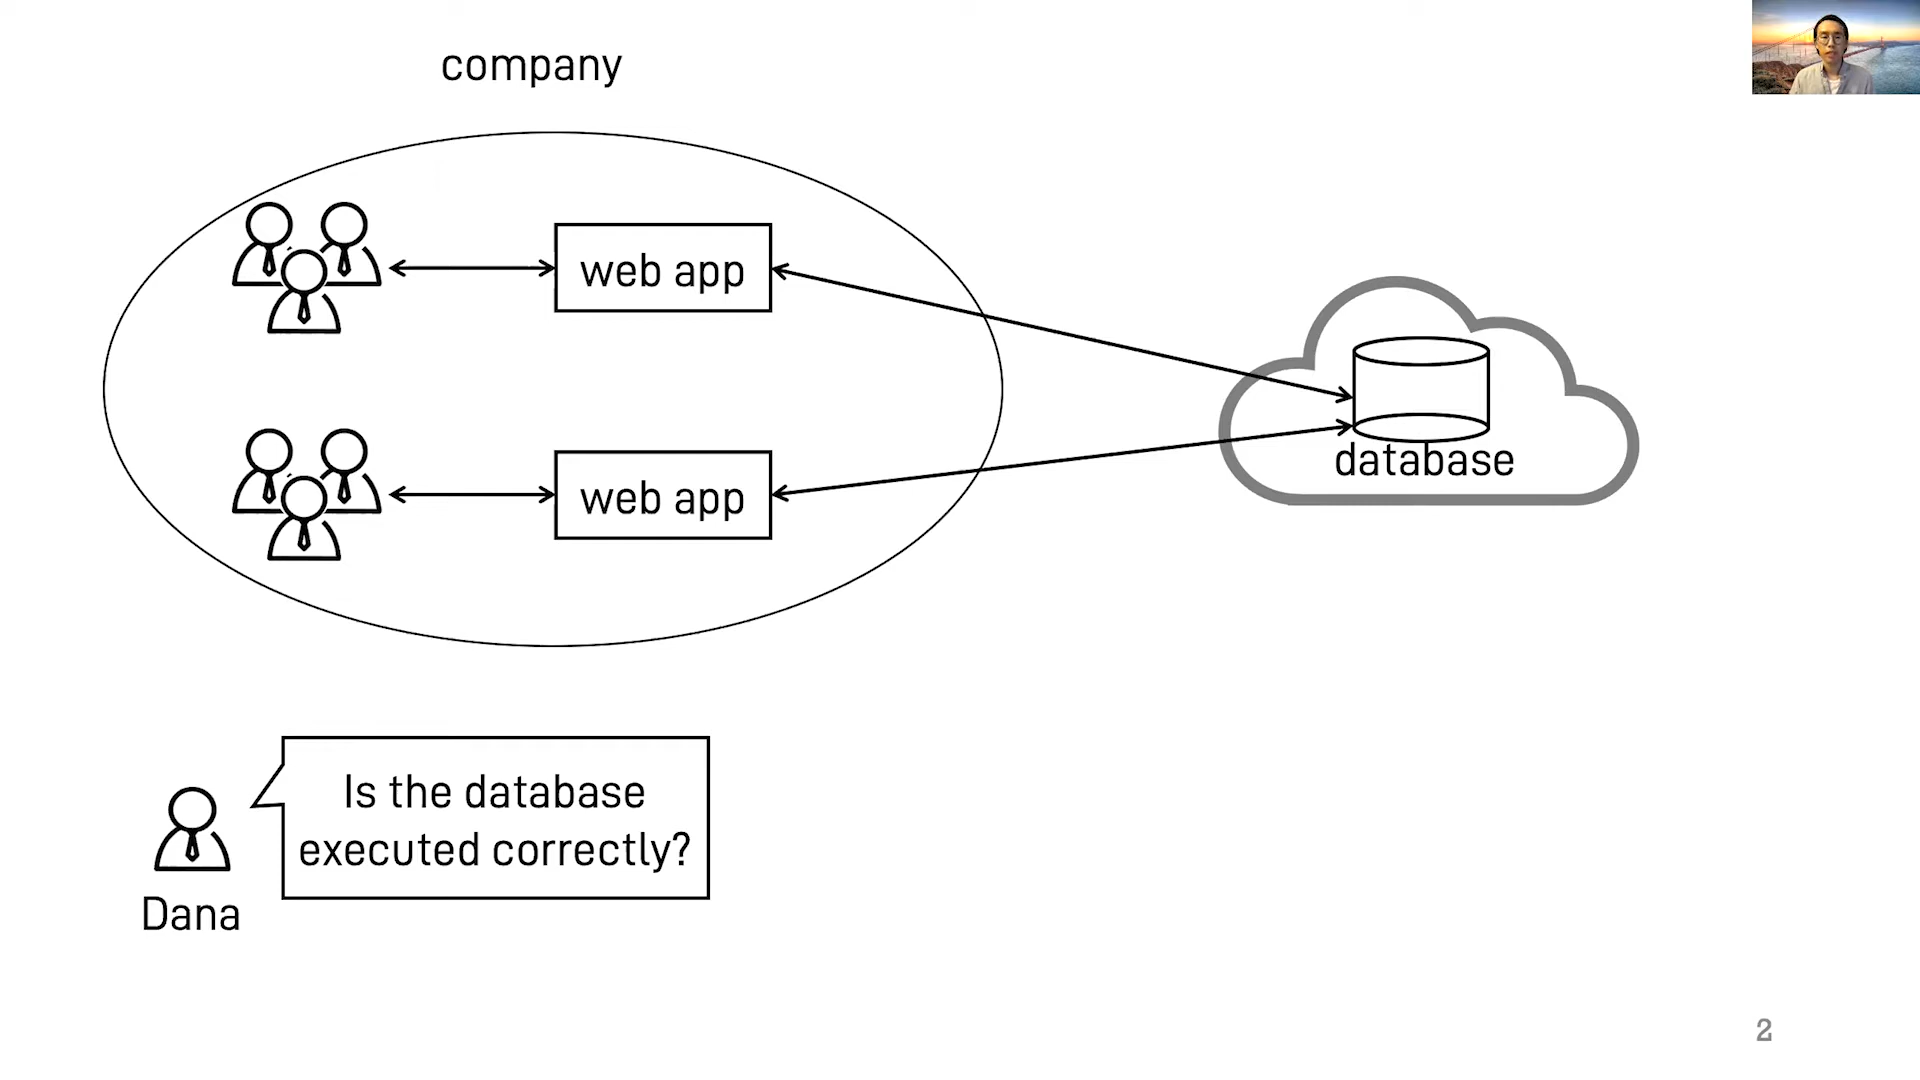 company
web app
web app
database
Is the database
executed correctly?
Dana
2